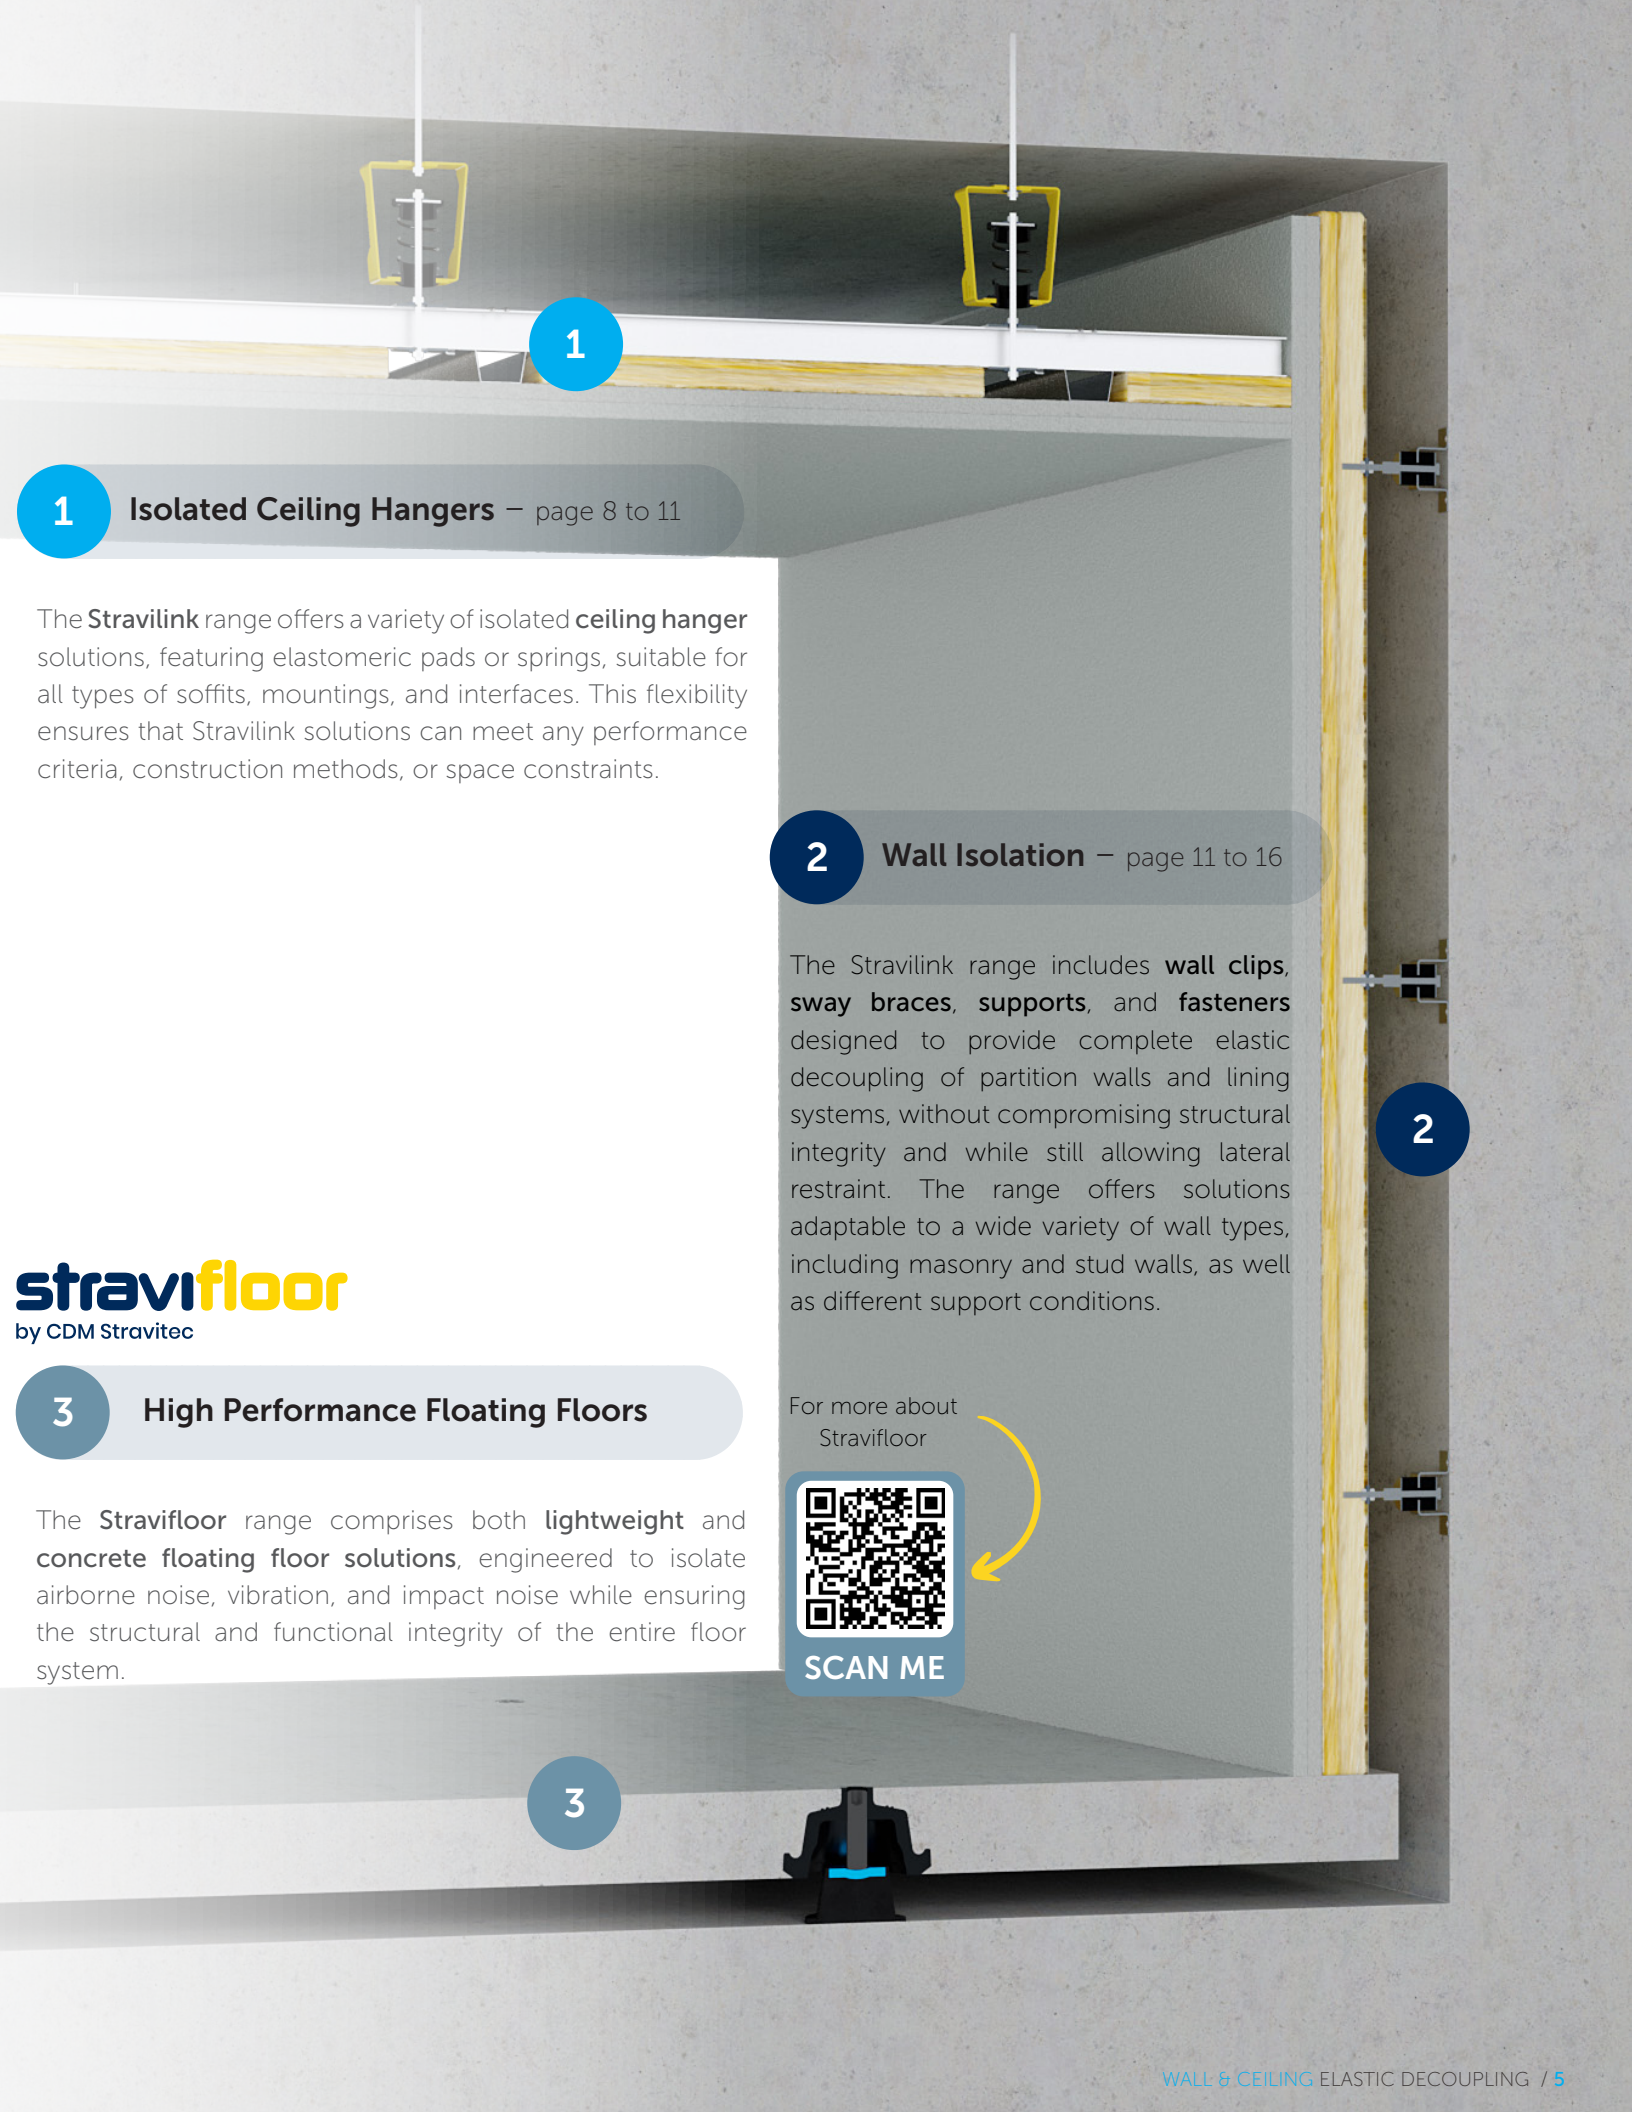 1
1 Isolated Ceiling Hangers – page 8 to 11
The Stravilink range offers a variety of isolated ceiling hanger
solutions, featuring elastomeric pads or springs, suitable for
all types of soffits, mountings, and interfaces. This flexibility
ensures that Stravilink solutions can meet any performance
criteria, construction methods, or space constraints.
2 Wall Isolation – page 11 to 16
The Stravilink range includes wall clips,
sway braces, supports, and fasteners
designed to provide complete elastic
decoupling of partition walls and lining
systems, without compromising structural
integrity and while still allowing lateral
restraint. The range offers solutions
adaptable to a wide variety of wall types,
including masonry and stud walls, as well
as different support conditions.
2
stravifloor
by CDM Stravitec
3 High Performance Floating Floors
The Stravifloor range comprises both lightweight and
concrete floating floor solutions, engineered to isolate
airborne noise, vibration, and impact noise while ensuring
the structural and functional integrity of the entire floor
system.
For more about
Stravifloor
SCAN ME
3
WALL & CEILING ELASTIC DECOUPLING / 5